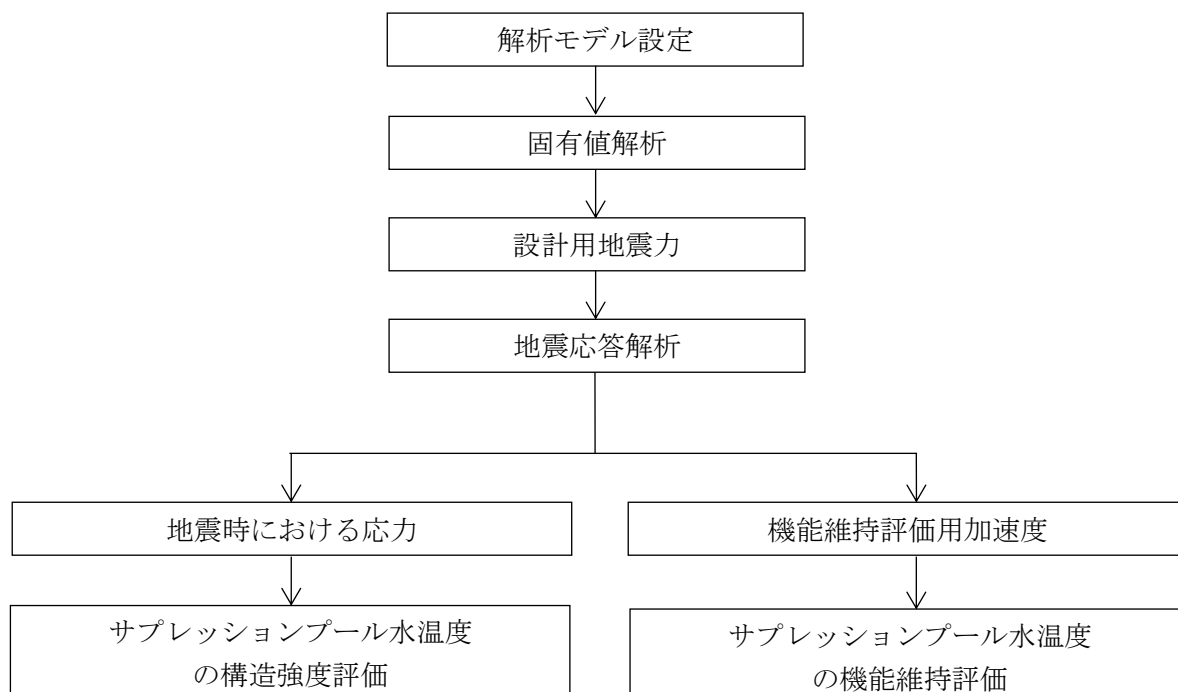 解析モデル設定
固有値解析
設計用地震力
地震応答解析
地震時における応力
機能維持評価用加速度
サプレッションプール水温度
の構造強度評価
サプレッションプール水温度
の機能維持評価